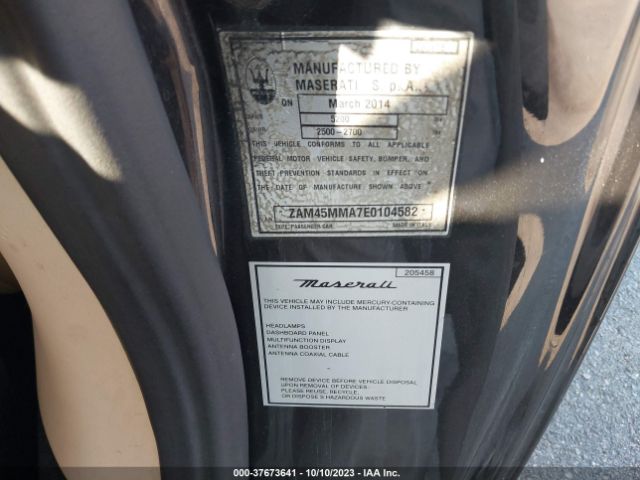 MANUFACTURED BY
MASERATI S.p.A.
ON March 2014
5200
2500-2700
THIS VEHICLE CONFORMS TO ALL APPLICABLE
FEDERAL MOTOR VEHICLE SAFETY, BUMPER, AND
THEFT PREVENTION STANDARDS IN EFFECT ON
THE DATE OF MANUFACTURE SHOWN ABOVE
ZAM45MMA7E0104582
TYPE: PASSENGER CAR MADE IN ITALY
Maserati
205458
THIS VEHICLE MAY INCLUDE MERCURY-CONTAINING
DEVICE INSTALLED BY THE MANUFACTURER
HEADLAMPS
DASHBOARD PANEL
MULTIFUNCTION DISPLAY
ANTENNA BOOSTER
ANTENNA COAXIAL CABLE
-
REMOVE DEVICE BEFORE VEHICLE DISPOSAL
UPON REMOVAL OF DEVICES:
PLEASE REUSE, RECYCLE,
OR DISPOSE S HAZARDOUS WASTE
000-37673641 | 10/10/2023 | IAA Inc.